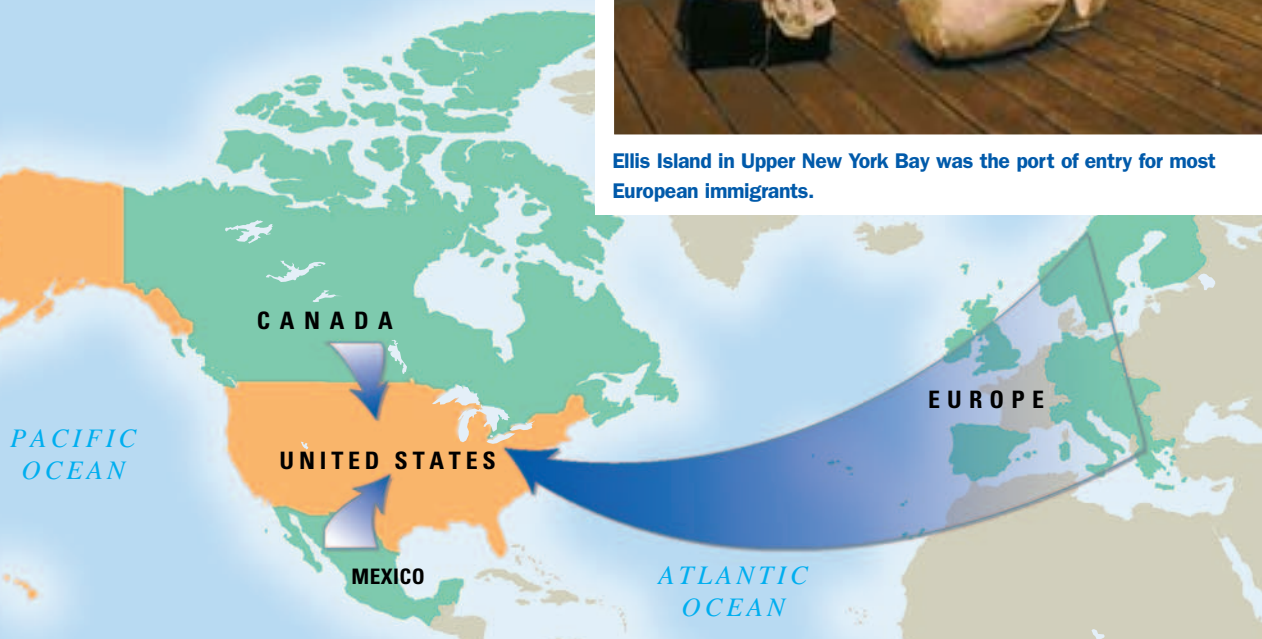 Ellis Island in Upper New York Bay was the port of entry for most
European immigrants.
CANADA
EUROPE
PACIFIC
OCEAN
UNITED STATES
MEXICO
ATLANTIC
OCEAN